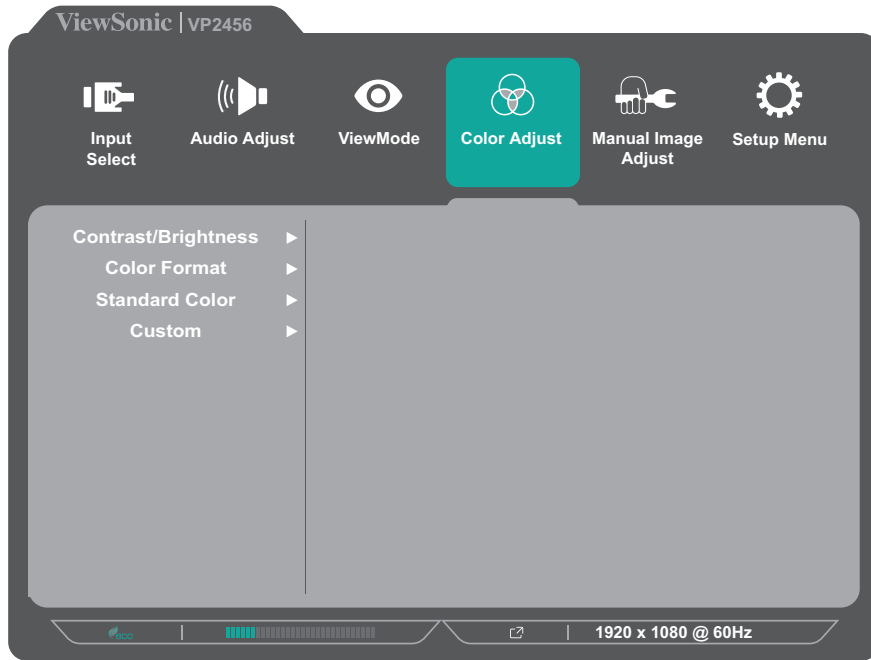 ViewSonic | VP2456
Input
Select
Audio Adjust
ViewMode
Color Adjust
Manual Image
Adjust
Setup Menu
Contrast/Brightness
Color Format
Standard Color
Custom
eco
1920 x 1080 @ 60Hz